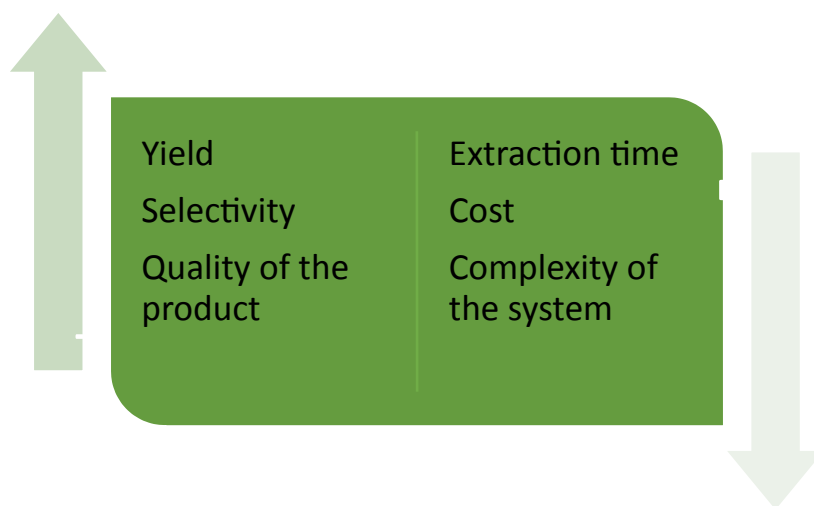 Yield
Selectivity
Quality of the
product
Extraction time
Cost
Complexity of
the system